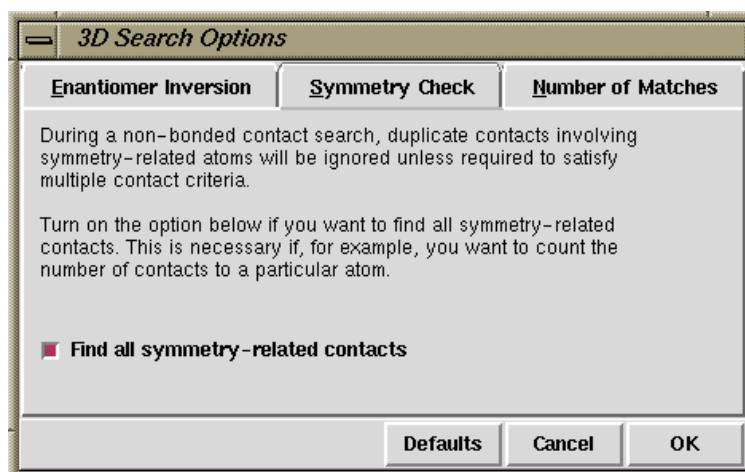 3D Search Options
Enantiomer Inversion
Symmetry Check
Number of Matches
During a non-bonded contact search, duplicate contacts involving
symmetry-related atoms will be ignored unless required to satisfy
multiple contact criteria.
Turn on the option below if you want to find all symmetry-related
contacts. This is necessary if, for example, you want to count the
number of contacts to a particular atom.
Find all symmetry-related contacts
Defaults
Cancel
OK